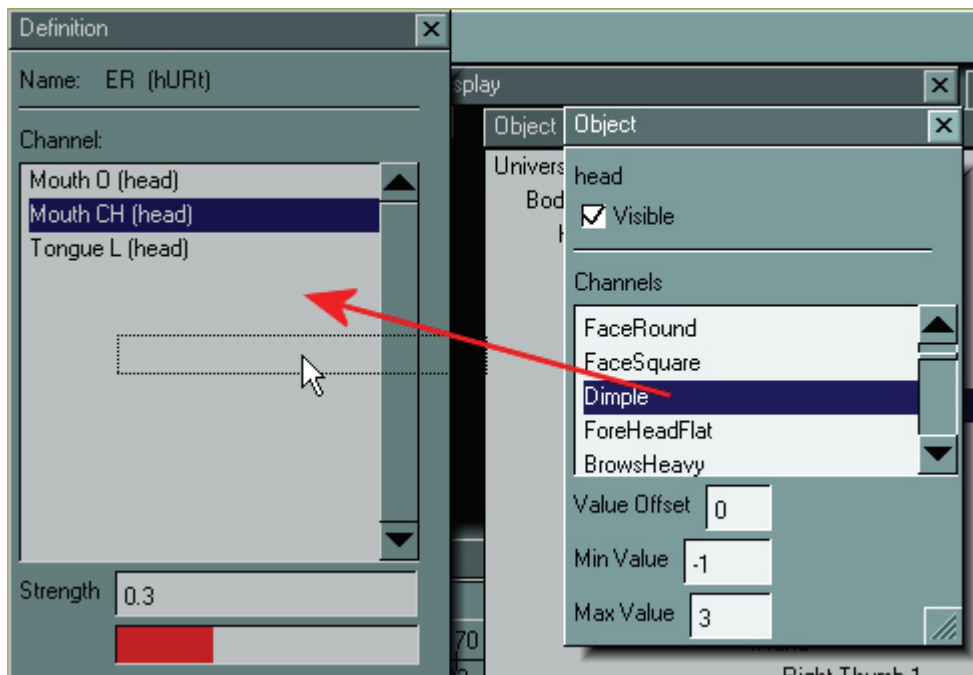 Definition
Name: ER (hURt)
Channel:
Mouth O (head)
Mouth CH (head)
Tongue L (head)
Strength 0.3
splay
Object
Univers
Bod
70
Object
head
Visible
Channels
FaceRound
FaceSquare
Dimple
ForeHeadFlat
BrowsHeavy
Value Offset 0
Min Value -1
Max Value 3
Right Thumb 1